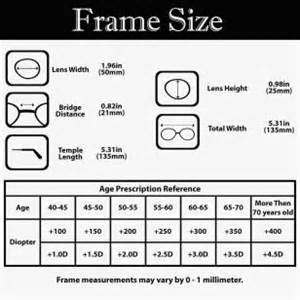 Frame Size
Lens Width 1.96in (50mm)
Bridge Distance 0.82in (21mm)
Temple Length 5.31in (135mm)
Lens Height 0.98in (25mm)
Total Width 5.31in (135mm)
Age Prescription Reference
Age 40-45 45-50 50-55 55-60 60-65 65-70 More Then 70 years old
Diopter +100 +150 +200 +250 +300 +350 +400
+1.0D +1.5D +2.0D +2.5D +3.0D +3.5D +4.5D
Frame measurements may vary by 0 - 1 millimeter.